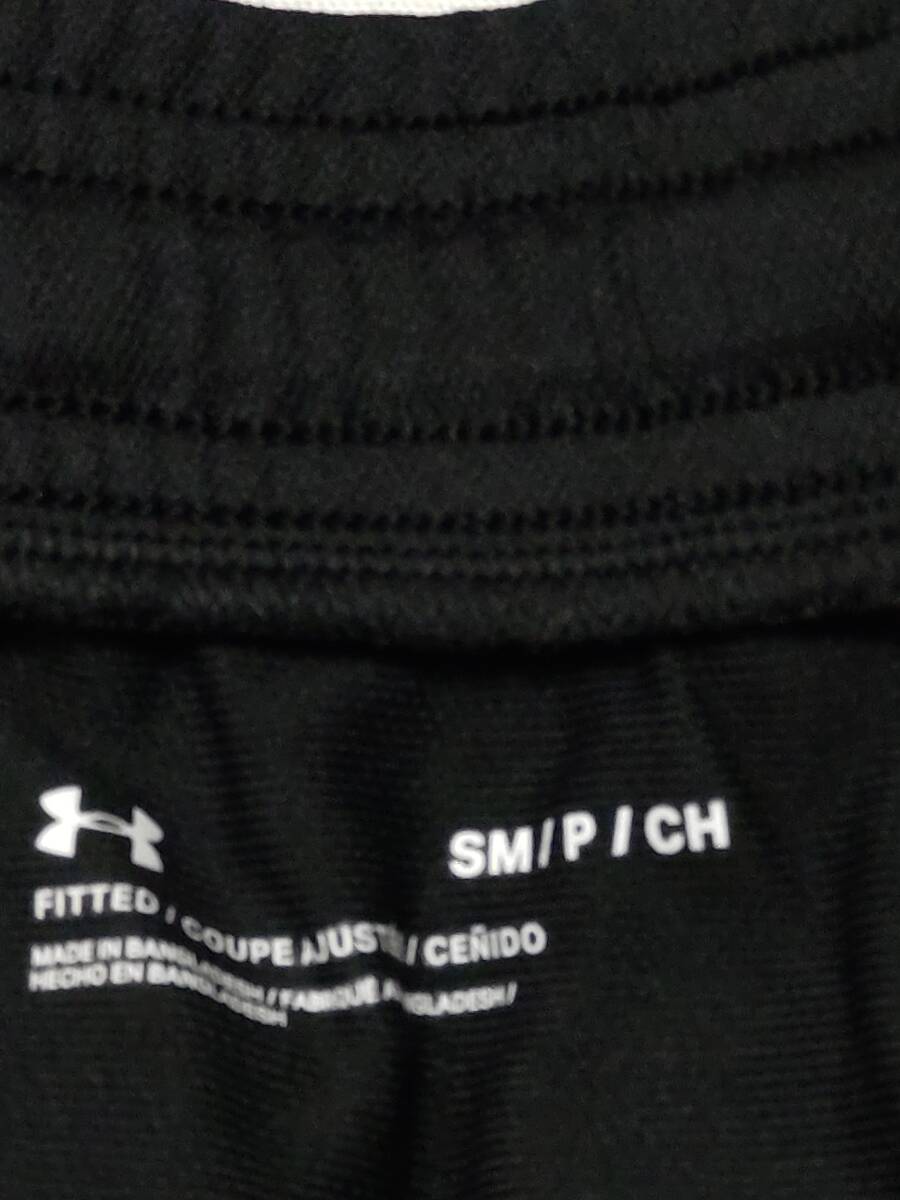 SM/P/CH
FITTED / COUPE AJUSTÉE / CEÑIDO
MADE IN BANGLADESH / FABRIQUÉ AU BANGLADESH /
HECHO EN BANGLADESH